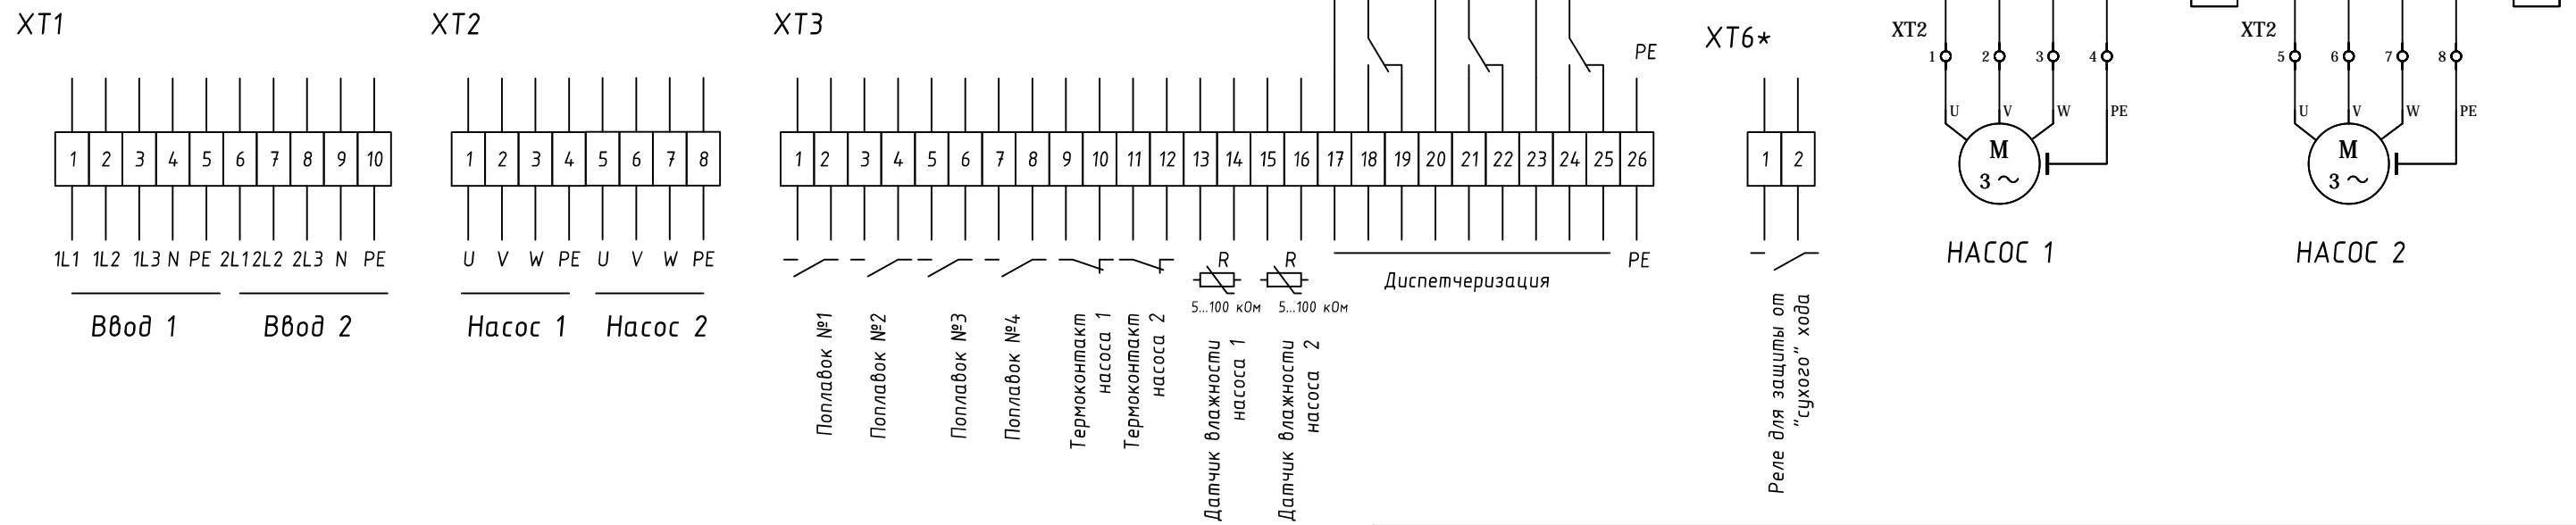 XT1
1 2 3 4 5 6 7 8 9 10
1L1 1L2 1L3 N PE 2L1 2L2 2L3 N PE
Ввод 1 Ввод 2
XT2
1 2 3 4 5 6 7 8
U V W PE U V W PE
Насос 1 Насос 2
XT3
PE
1 2 3 4 5 6 7 8 9 10 11 12 13 14 15 16 17 18 19 20 21 22 23 24 25 26
R R PE
5...100 кОм 5...100 кОм
Диспетчеризация
Поплавок №1
Поплавок №2
Поплавок №3
Поплавок №4
Термоконтакт
насоса 1
Термоконтакт
насоса 2
Датчик влажности
насоса 1
Датчик влажности
насоса 2
XT6*
1 2
Реле для защиты от
"сухого" хода
XT2
1 2 3 4
U V W PE
M
3 ~
НАСОС 1
XT2
5 6 7 8
U V W PE
M
3 ~
НАСОС 2